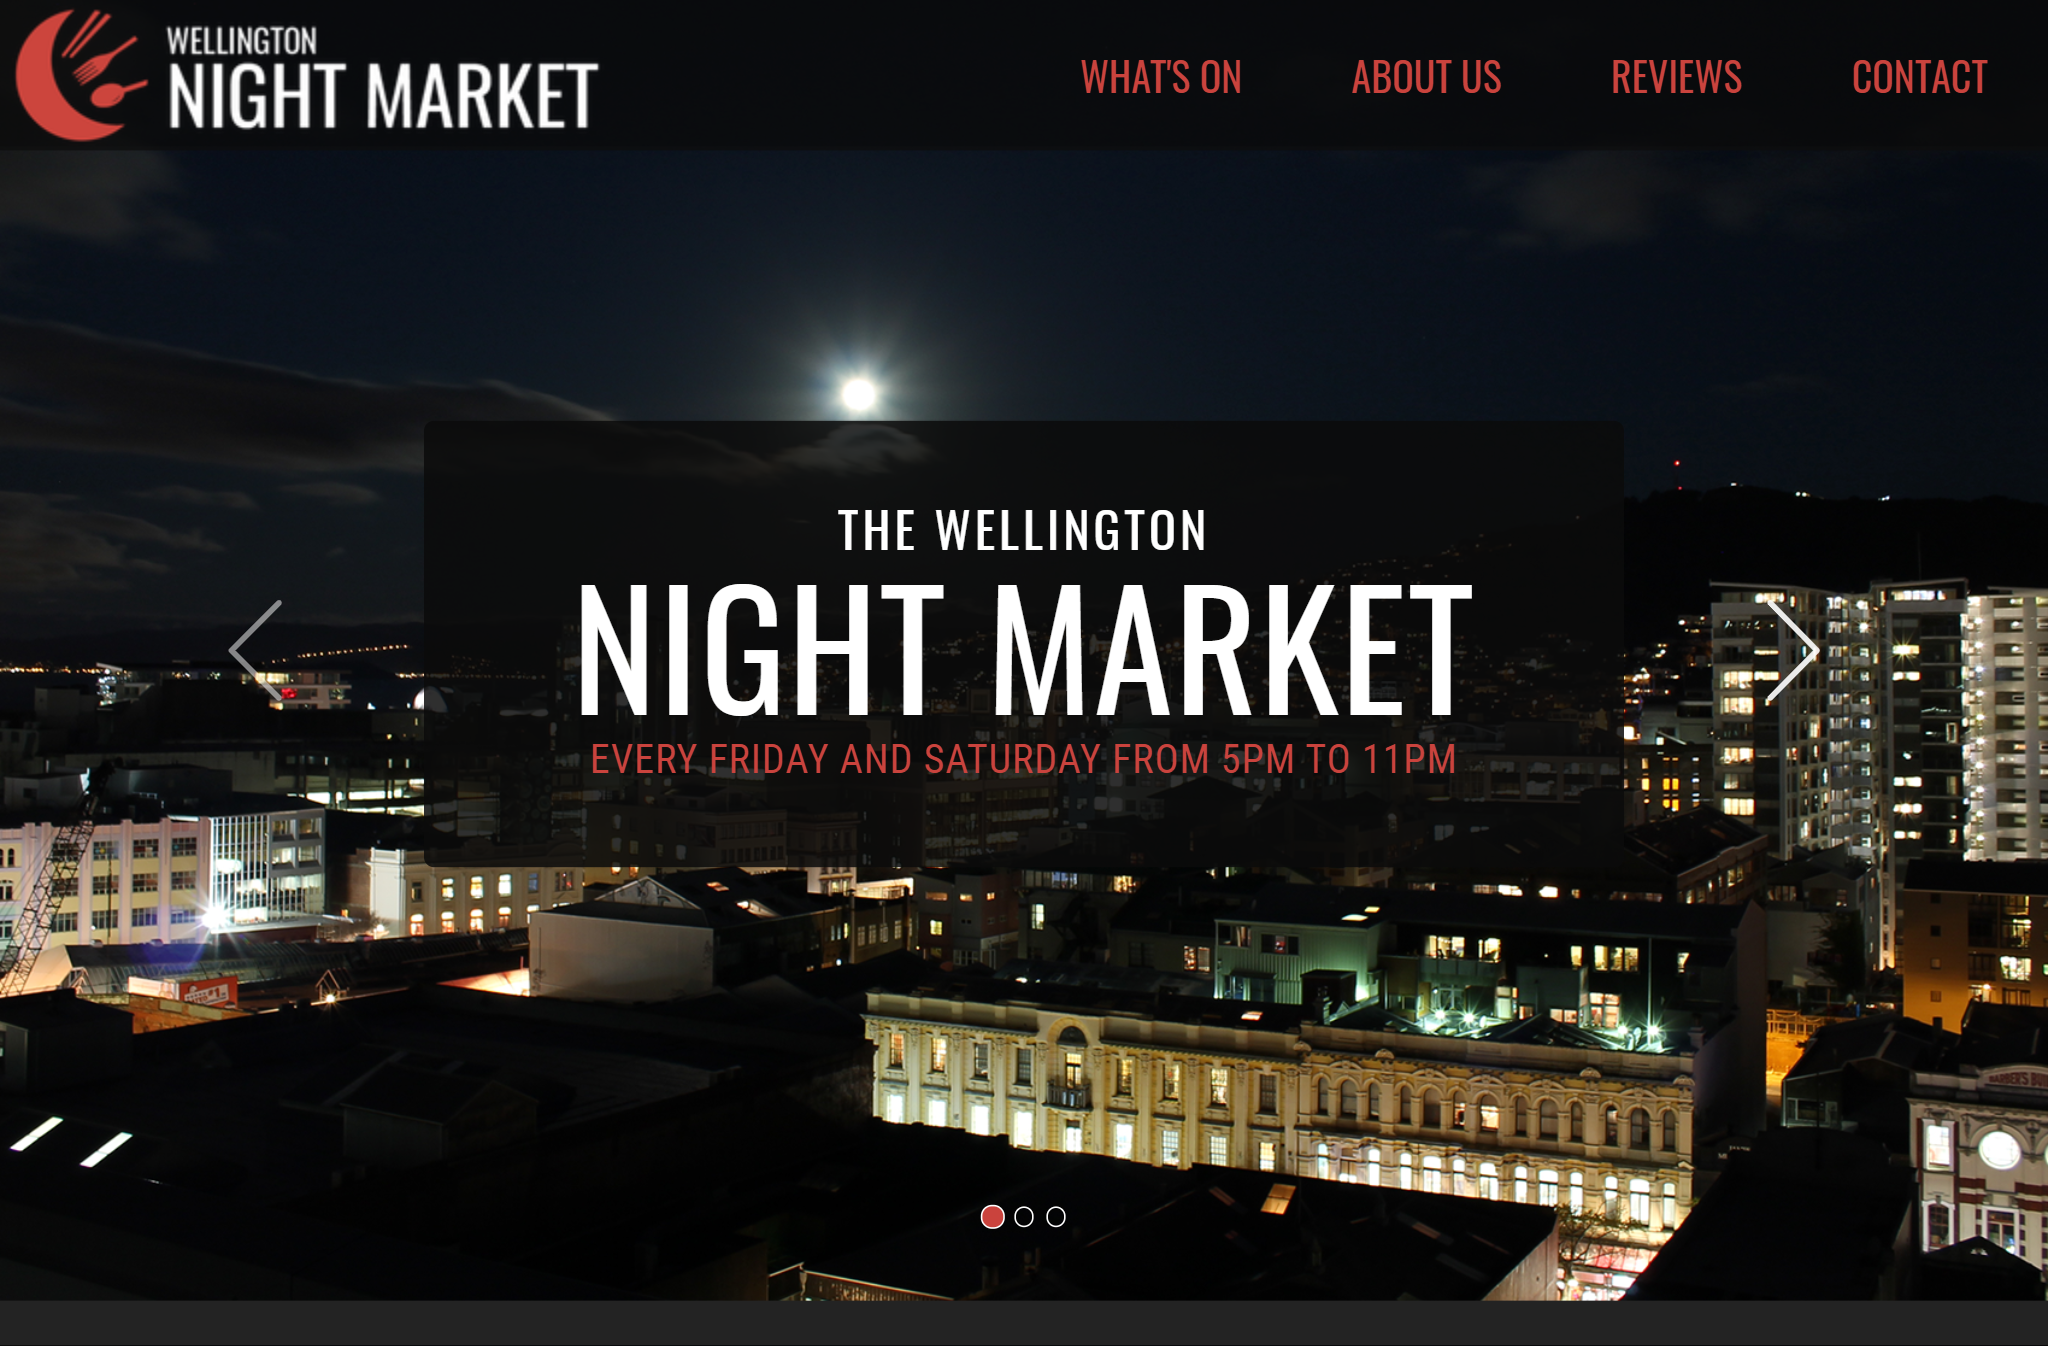 WELLINGTON
NIGHT MARKET
WHAT'S ON
ABOUT US
REVIEWS
CONTACT
THE WELLINGTON
NIGHT MARKET
EVERY FRIDAY AND SATURDAY FROM 5PM TO 11PM